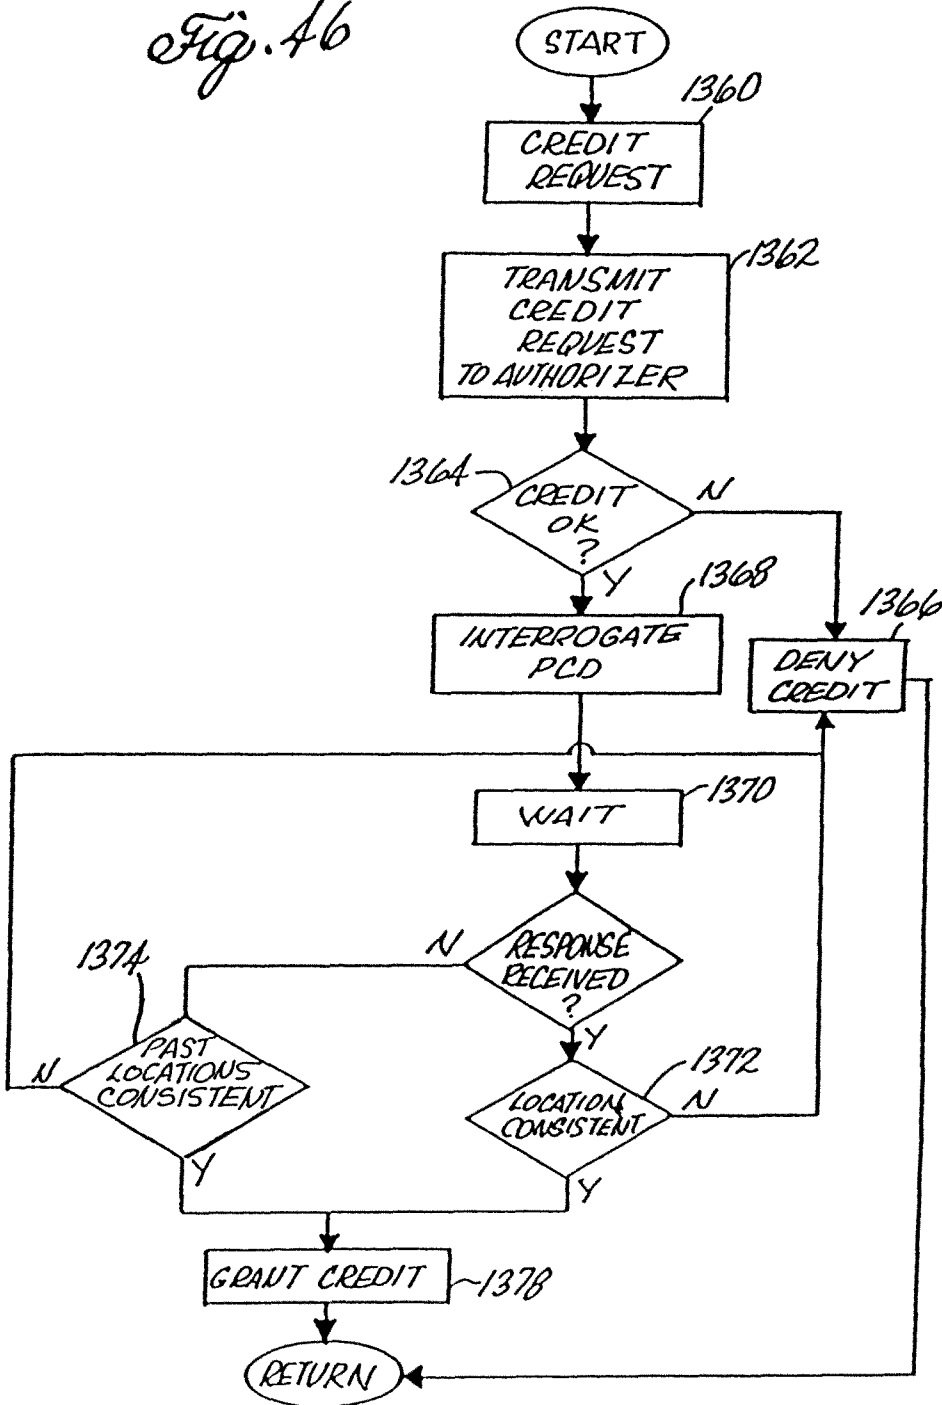 Fig. 46
START
1360
CREDIT
REQUEST
1362
TRANSMIT
CREDIT
REQUEST
TO AUTHORIZER
1364
CREDIT
OK
?
N
Y
1368
INTERROGATE
PCD
1366
DENY
CREDIT
1370
WAIT
RESPONSE
RECEIVED
?
N
Y
1374
PAST
LOCATIONS
CONSISTENT
N
Y
1372
LOCATION
CONSISTENT
N
Y
GRANT CREDIT
1378
RETURN